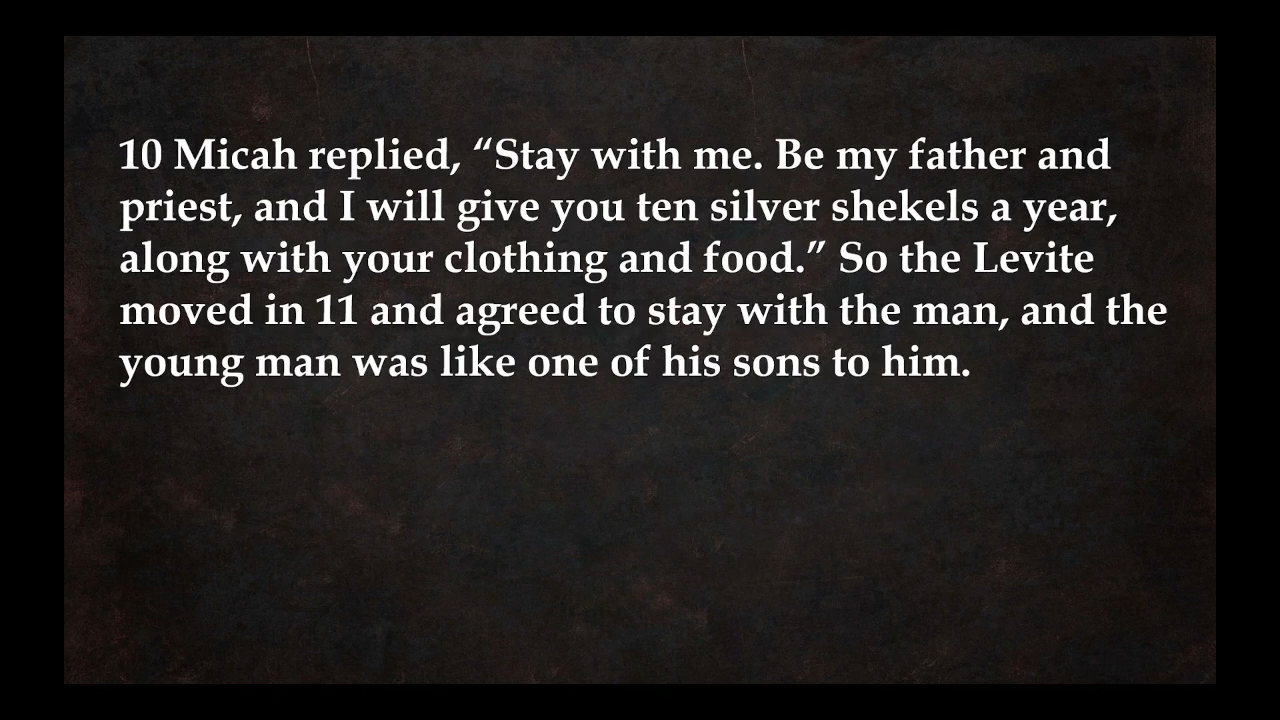 10 Micah replied, “Stay with me. Be my father and
priest, and I will give you ten silver shekels a year,
along with your clothing and food.” So the Levite
moved in 11 and agreed to stay with the man, and the
young man was like one of his sons to him.